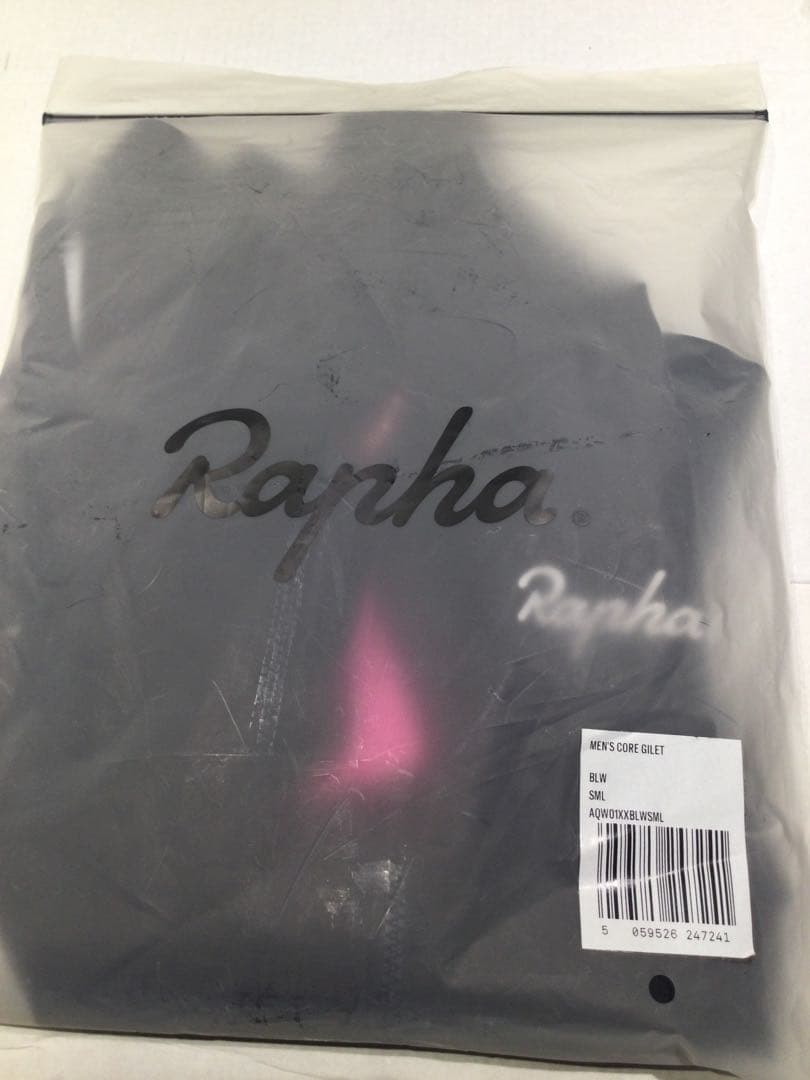 Rapha®
Rapha
MEN'S CORE GILET
BLW
SML
AQW01XXBLWSML
5 059526 247241